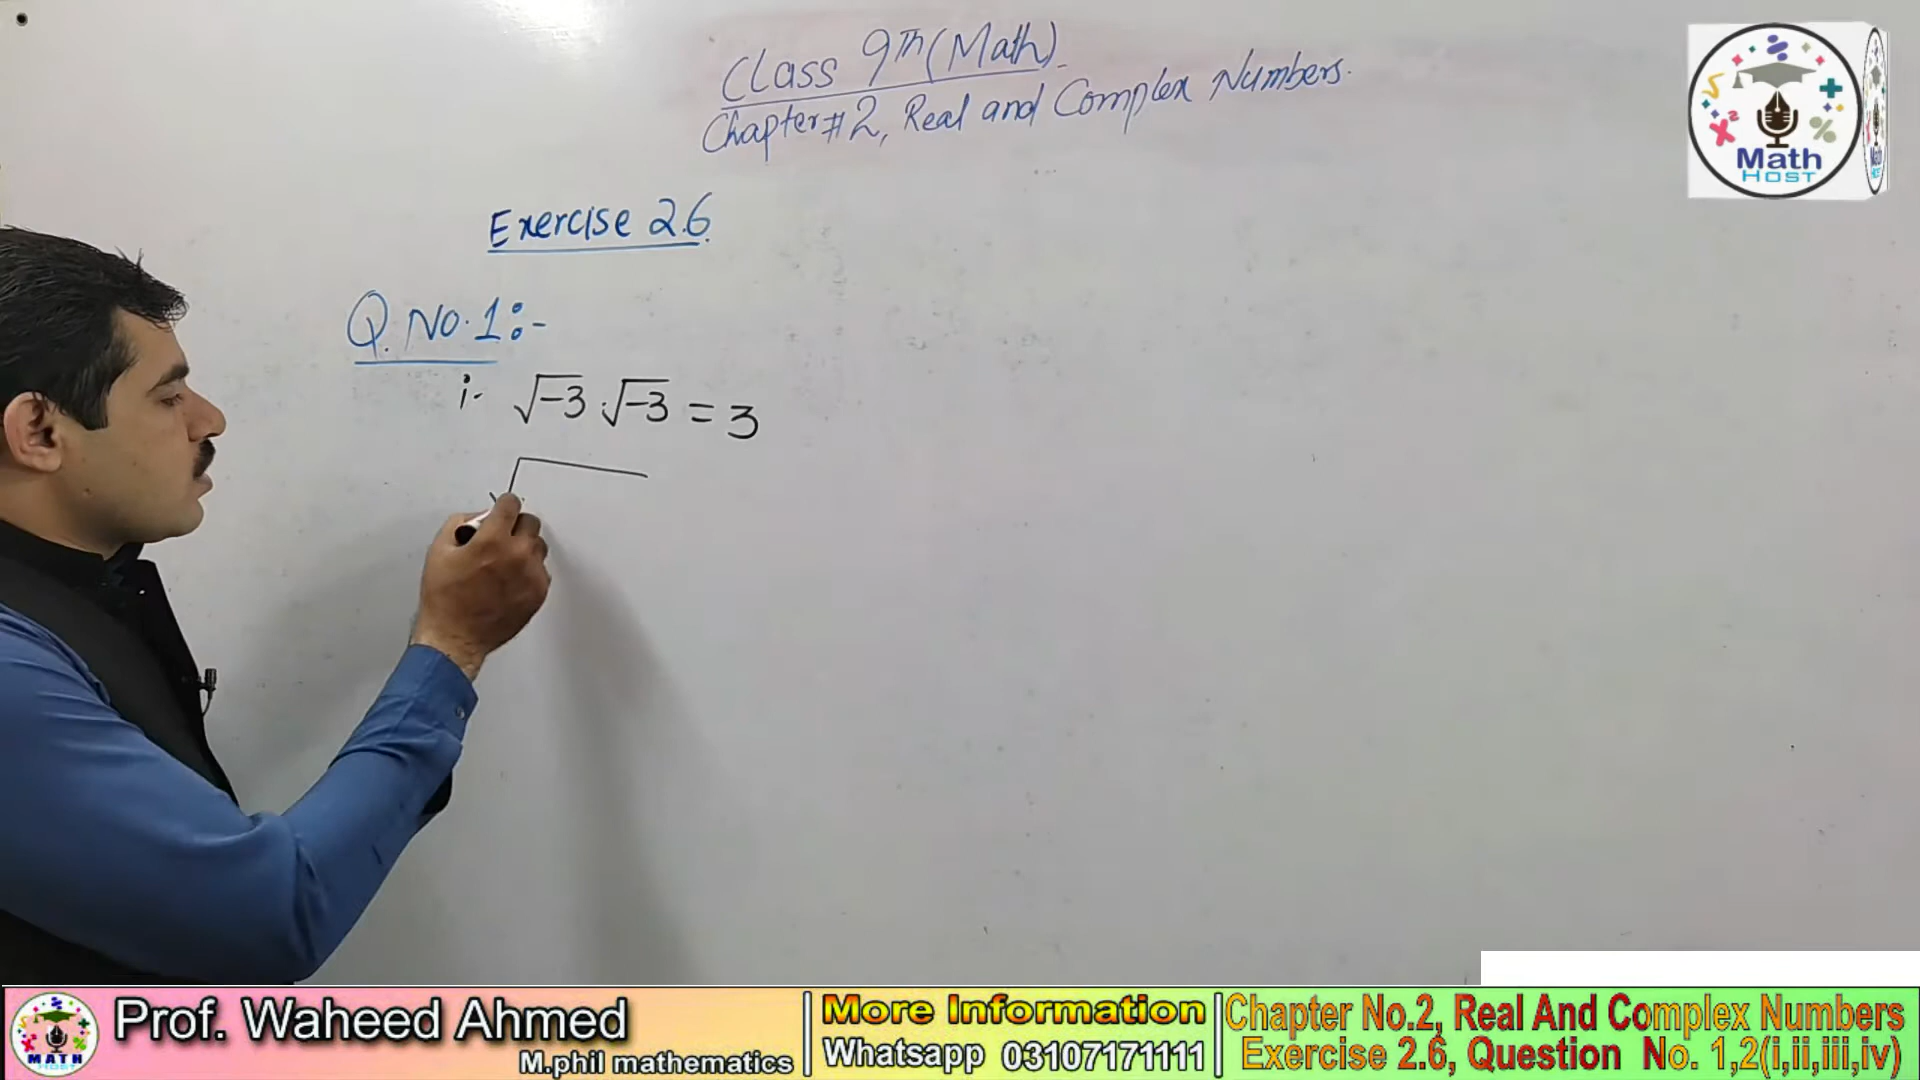 Class 9Th (Math).
Chapter # 2, Real and Complex Numbers.
Math
HOST
Exercise 2.6
Q. No. 1:-
i- √-3 . √-3 = 3
MATH
HOST
Prof. Waheed Ahmed
M.phil mathematics
More Information
Whatsapp 03107171111
Chapter No.2, Real And Complex Numbers
Exercise 2.6, Question No. 1,2(i,ii,iii,iv)